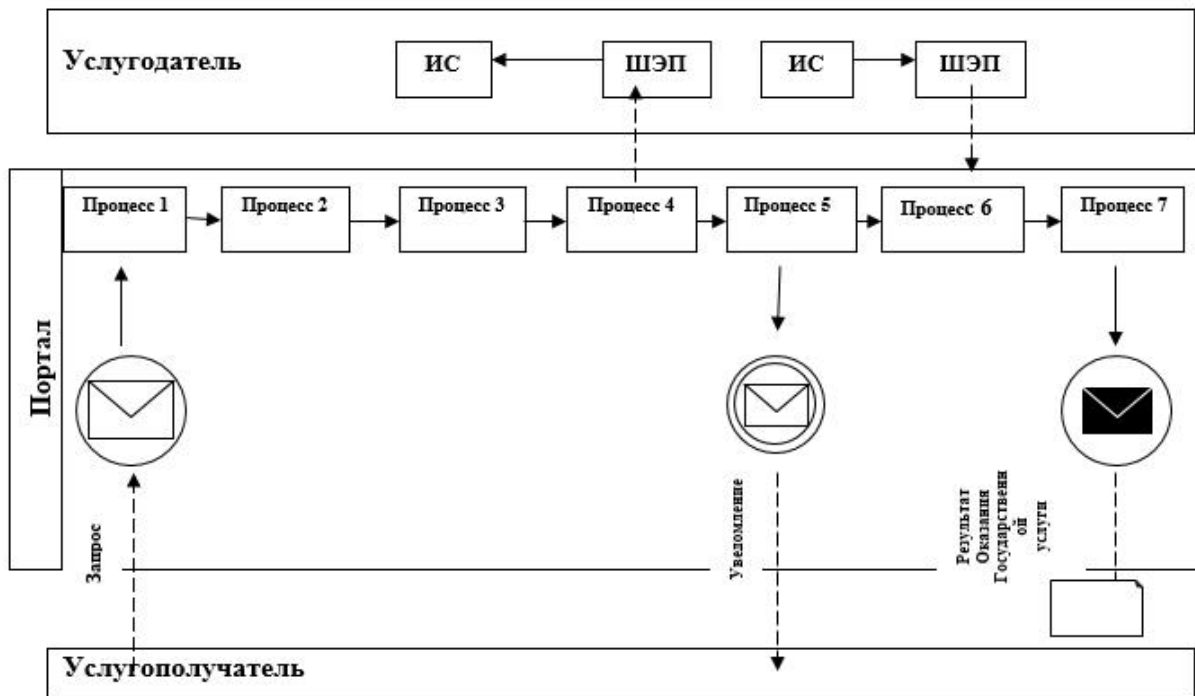 Услугодатель
ИС
ШЭП
ИС
ШЭП
Портал
Процесс 1
Процесс 2
Процесс 3
Процесс 4
Процесс 5
Процесс 6
Процесс 7
Запрос
Уведомление
Результат
Оказания
Государственн
ой
услуги
Услугополучатель